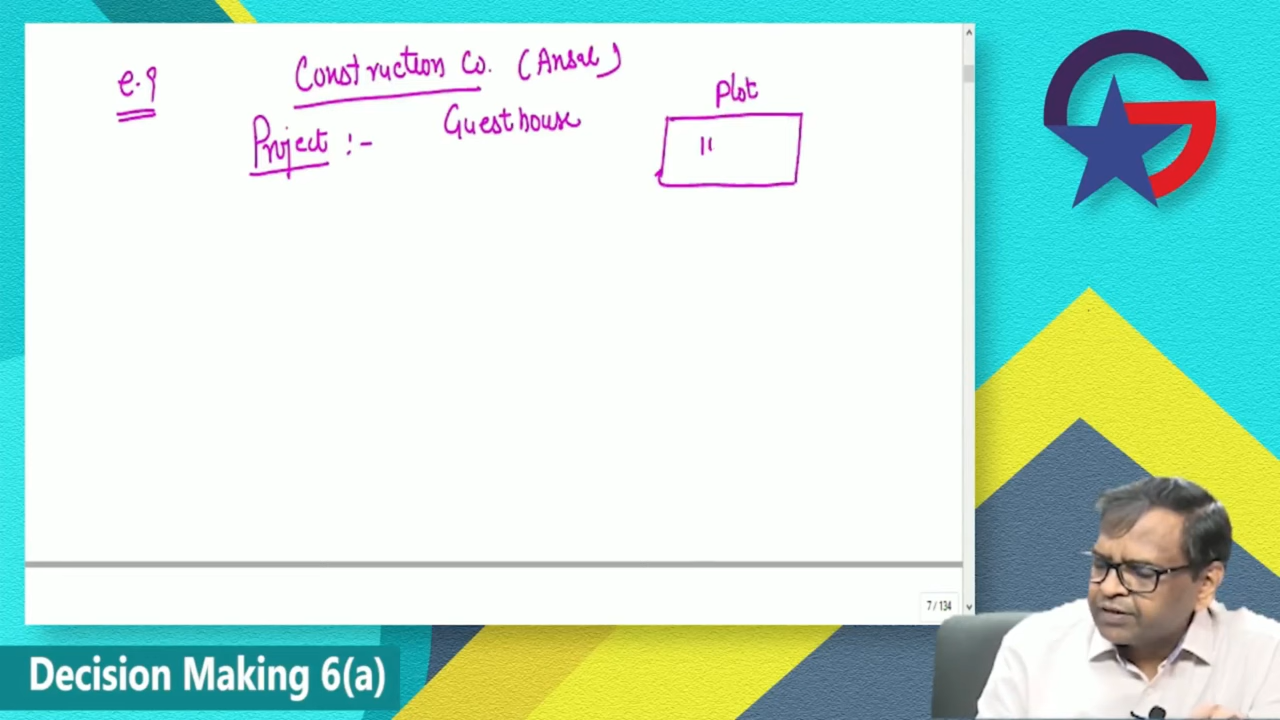 e.g
Construction Co. (Ansal)
Project :- Guesthouse
Plot
7 / 134
Decision Making 6(a)